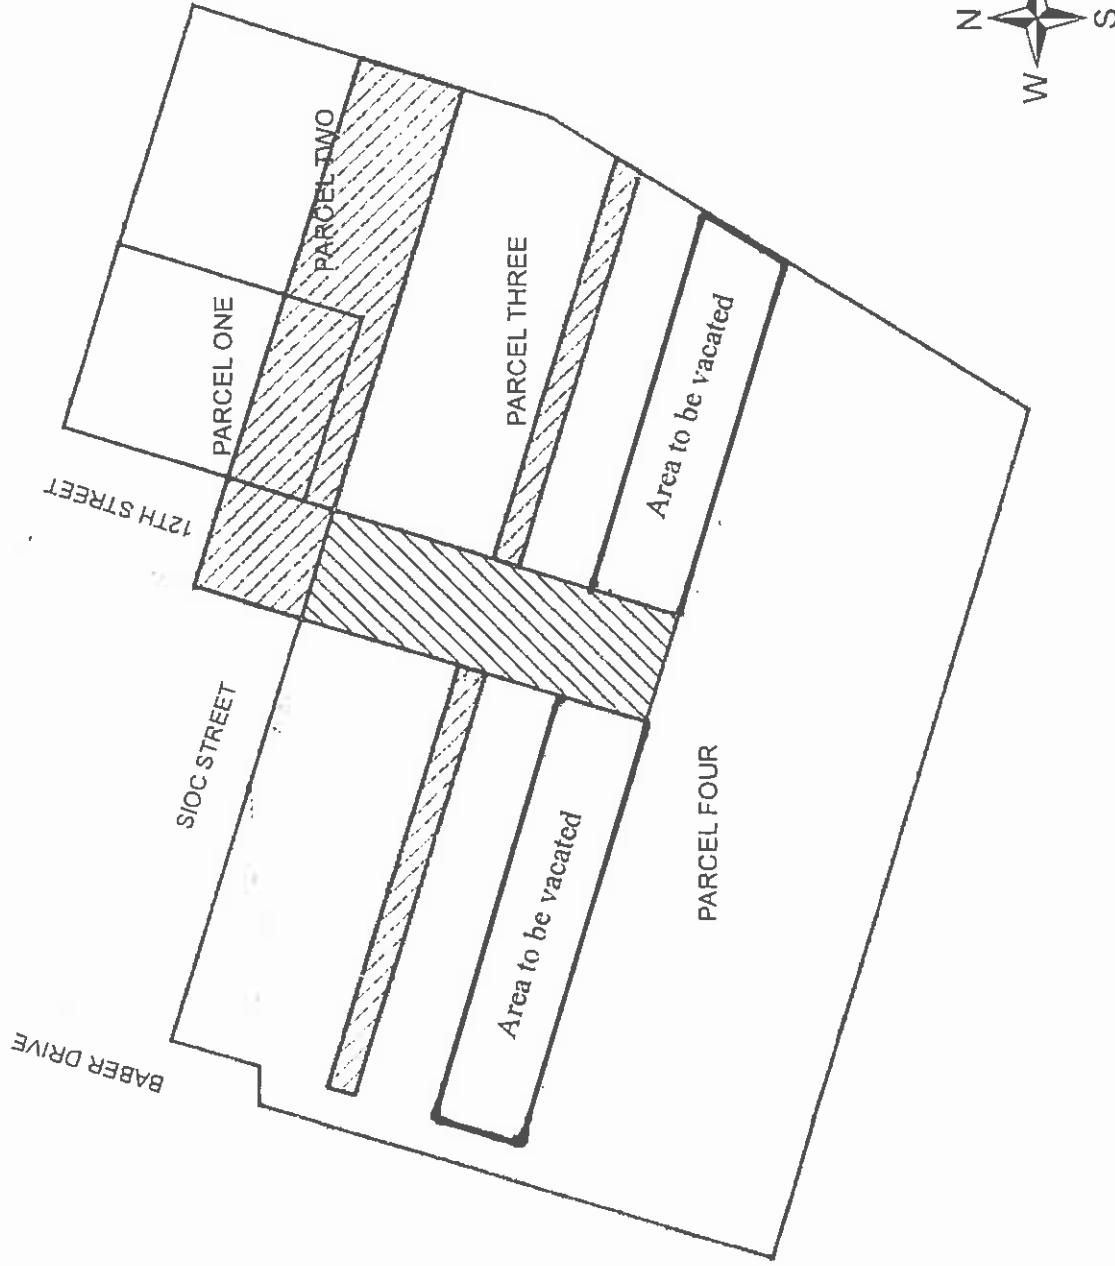 N
S
W
PARCEL TWO
PARCEL ONE
12TH STREET
PARCEL THREE
Area to be vacated
SIOC STREET
PARCEL FOUR
Area to be vacated
BABER DRIVE